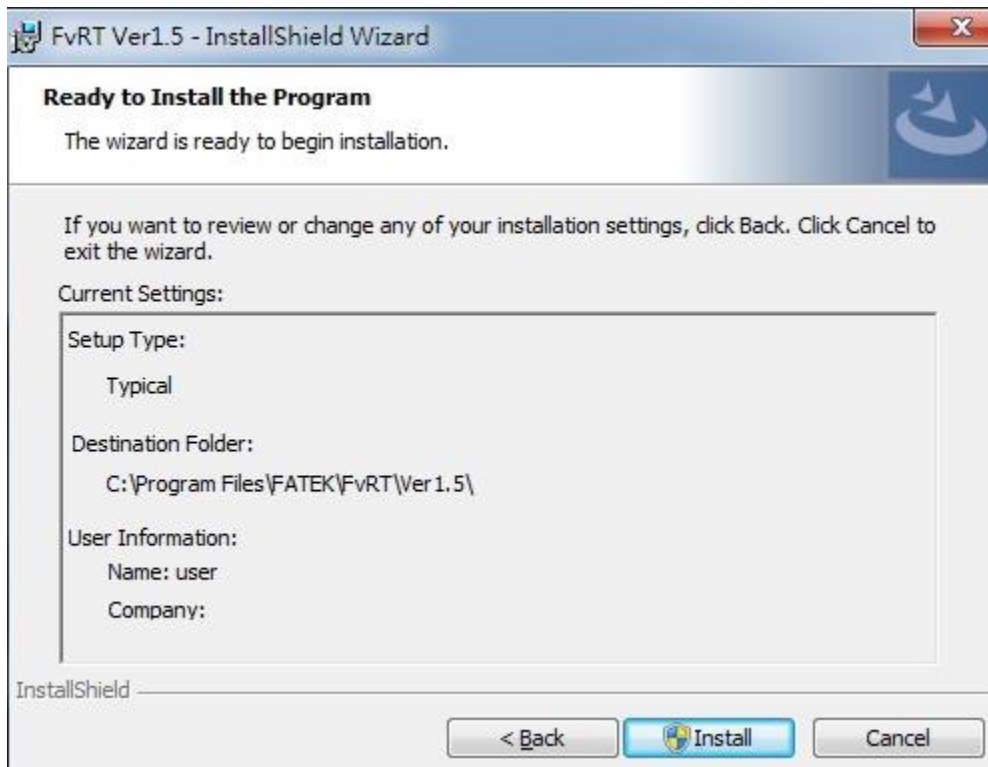 FvRT Ver1.5 - InstallShield Wizard
Ready to Install the Program
The wizard is ready to begin installation.
If you want to review or change any of your installation settings, click Back. Click Cancel to
exit the wizard.
Current Settings:
Setup Type:
Typical
Destination Folder:
C:\Program Files\FATEK\FvRT\Ver1.5\
User Information:
Name: user
Company:
InstallShield
< Back
Install
Cancel